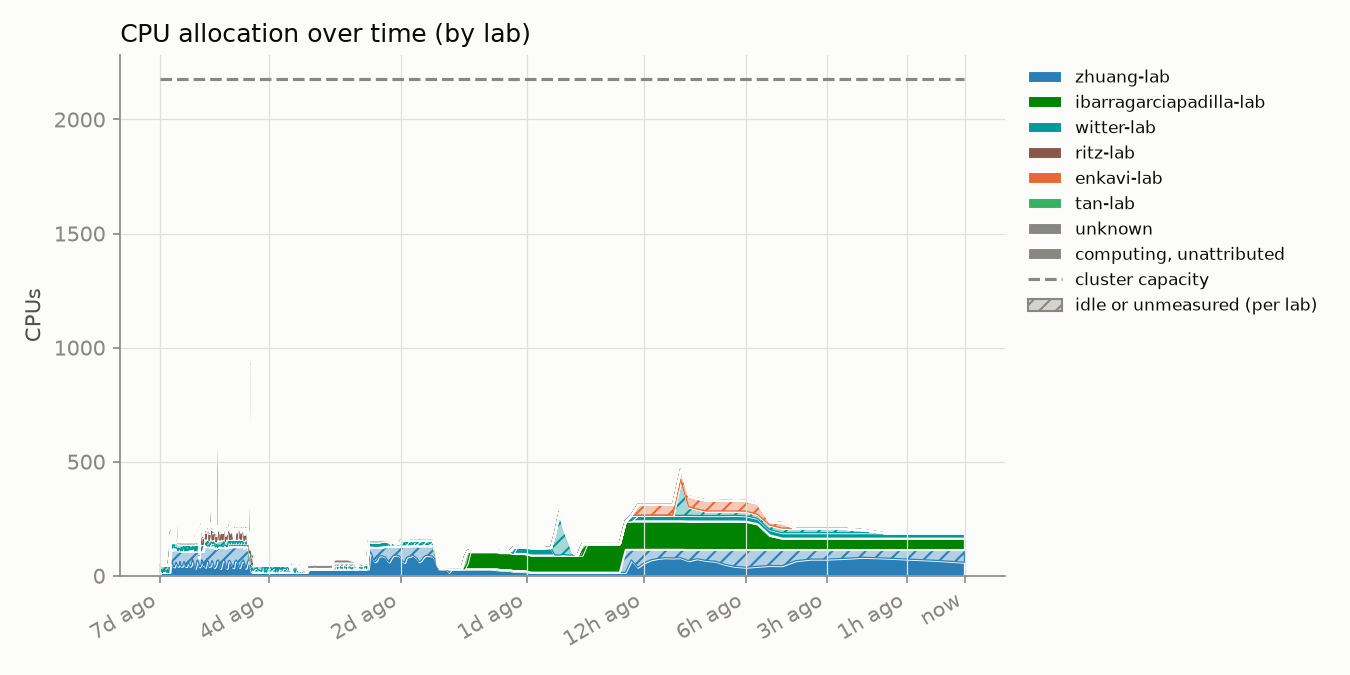 CPU allocation over time (by lab)
CPUs
2000
1500
1000
500
0
7d ago
4d ago
2d ago
1d ago
12h ago
6h ago
3h ago
1h ago
now
zhuang-lab
ibarragarciapadilla-lab
witter-lab
ritz-lab
enkavi-lab
tan-lab
unknown
computing, unattributed
cluster capacity
idle or unmeasured (per lab)